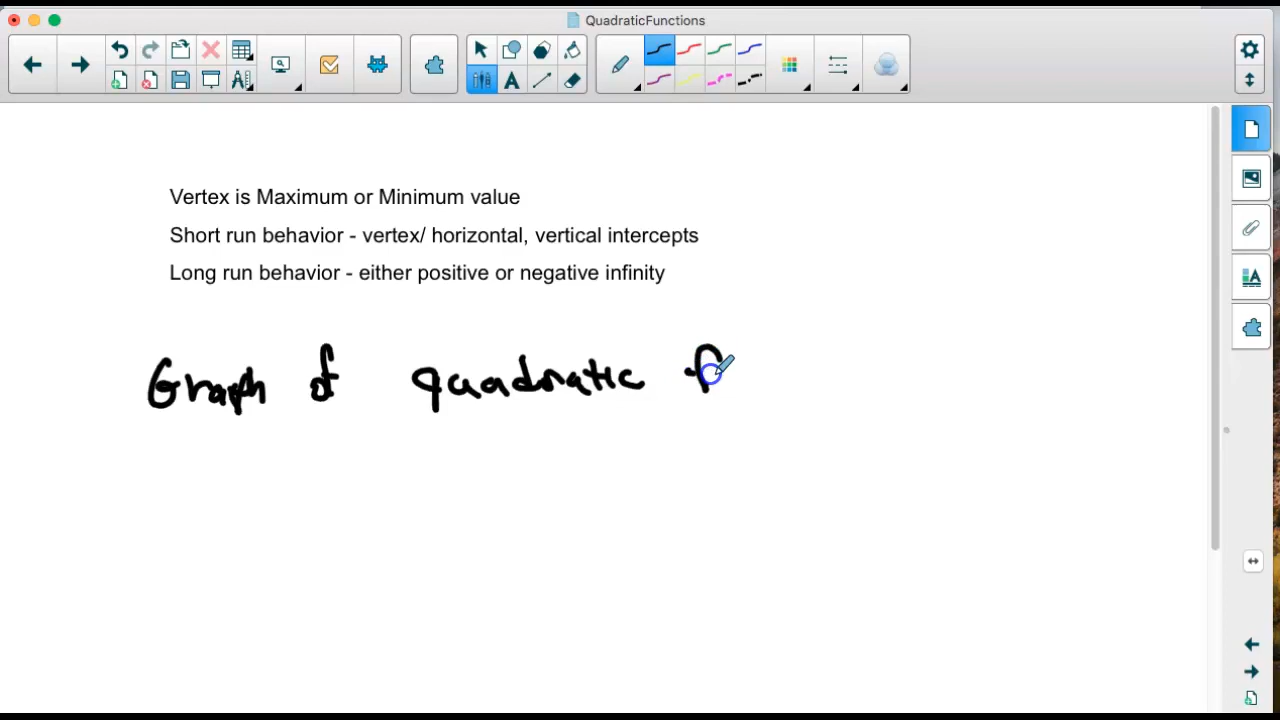 QuadraticFunctions
Vertex is Maximum or Minimum value
Short run behavior - vertex/ horizontal, vertical intercepts
Long run behavior - either positive or negative infinity
Graph of quadratic f